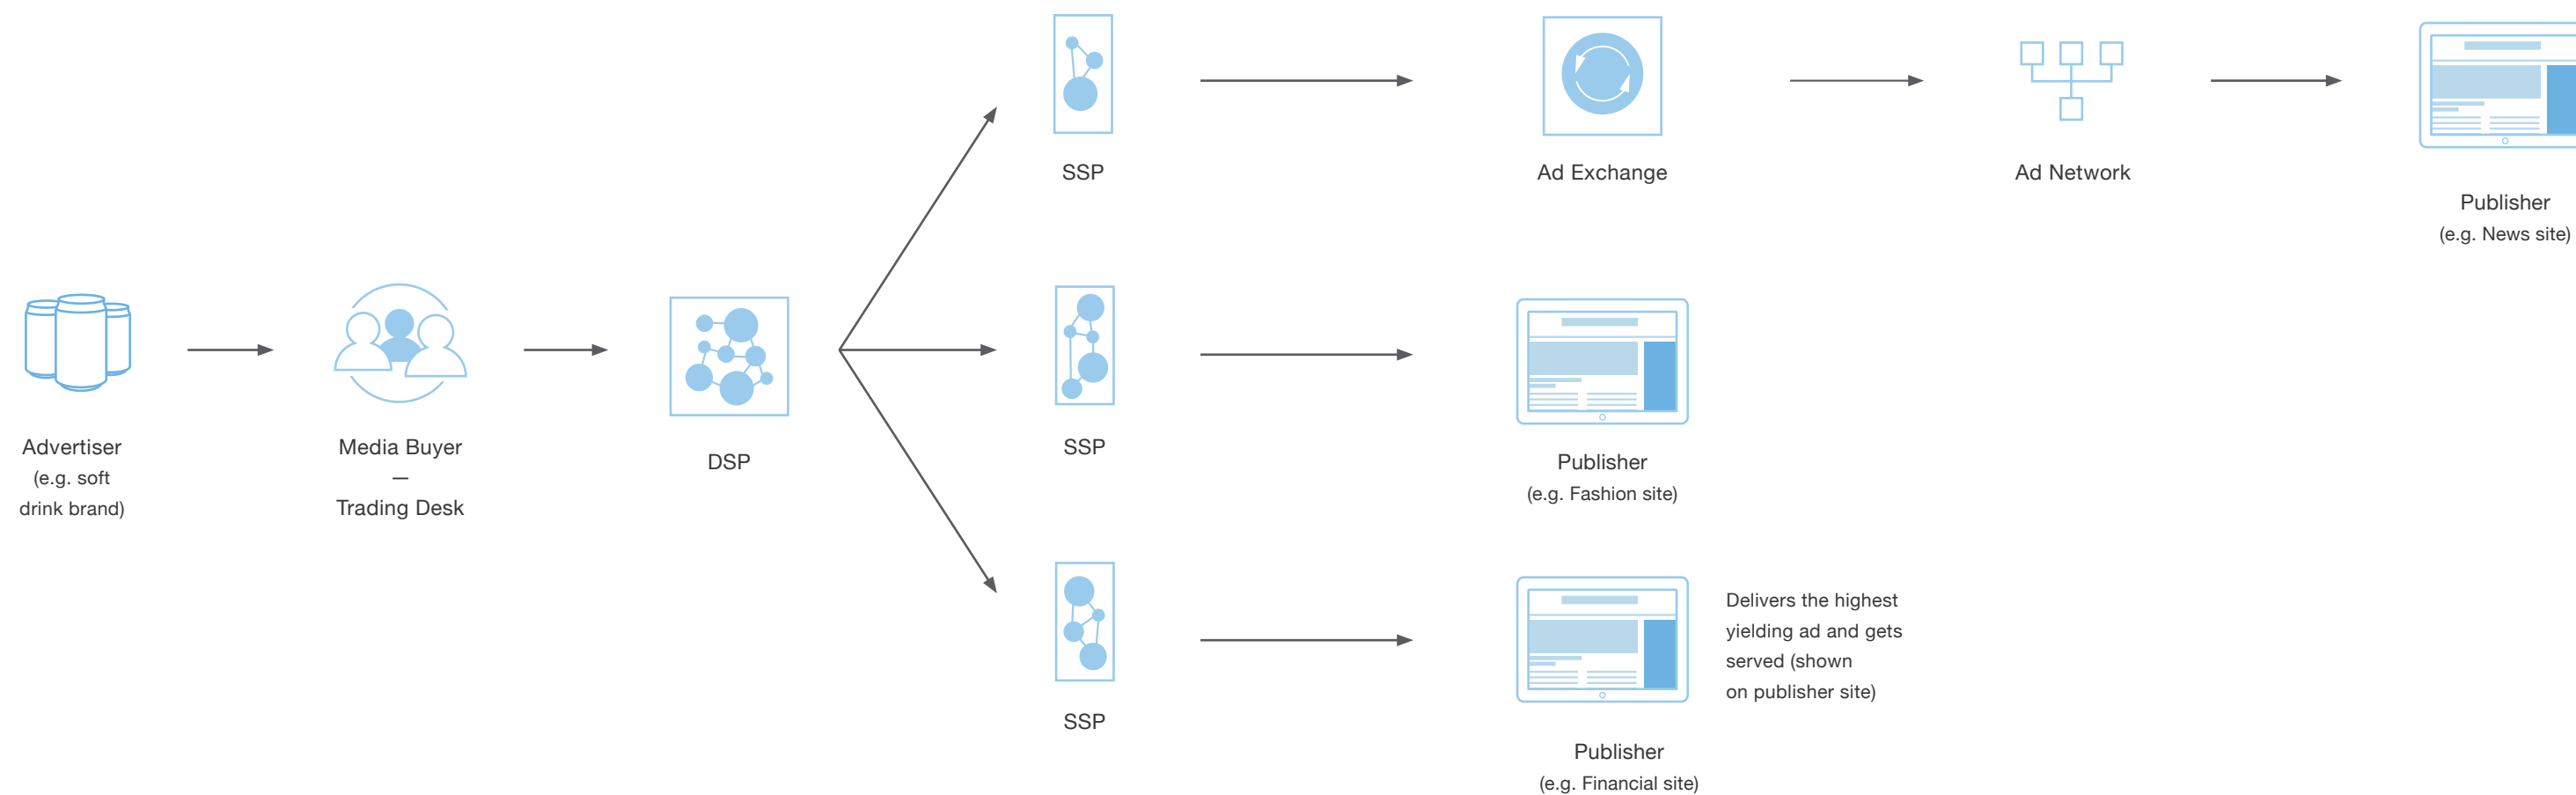 SSP
Ad Exchange
Ad Network
Publisher
(e.g. News site)
Advertiser
(e.g. soft
drink brand)
Media Buyer
—
Trading Desk
DSP
SSP
Publisher
(e.g. Fashion site)
SSP
Publisher
(e.g. Financial site)
Delivers the highest
yielding ad and gets
served (shown
on publisher site)